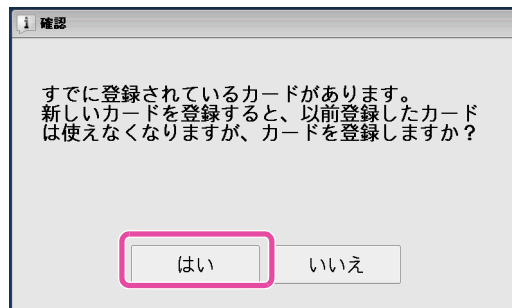 確認
すでに登録されているカードがあります。
新しいカードを登録すると、以前登録したカード
は使えなくなりますが、カードを登録しますか？
はい
いいえ